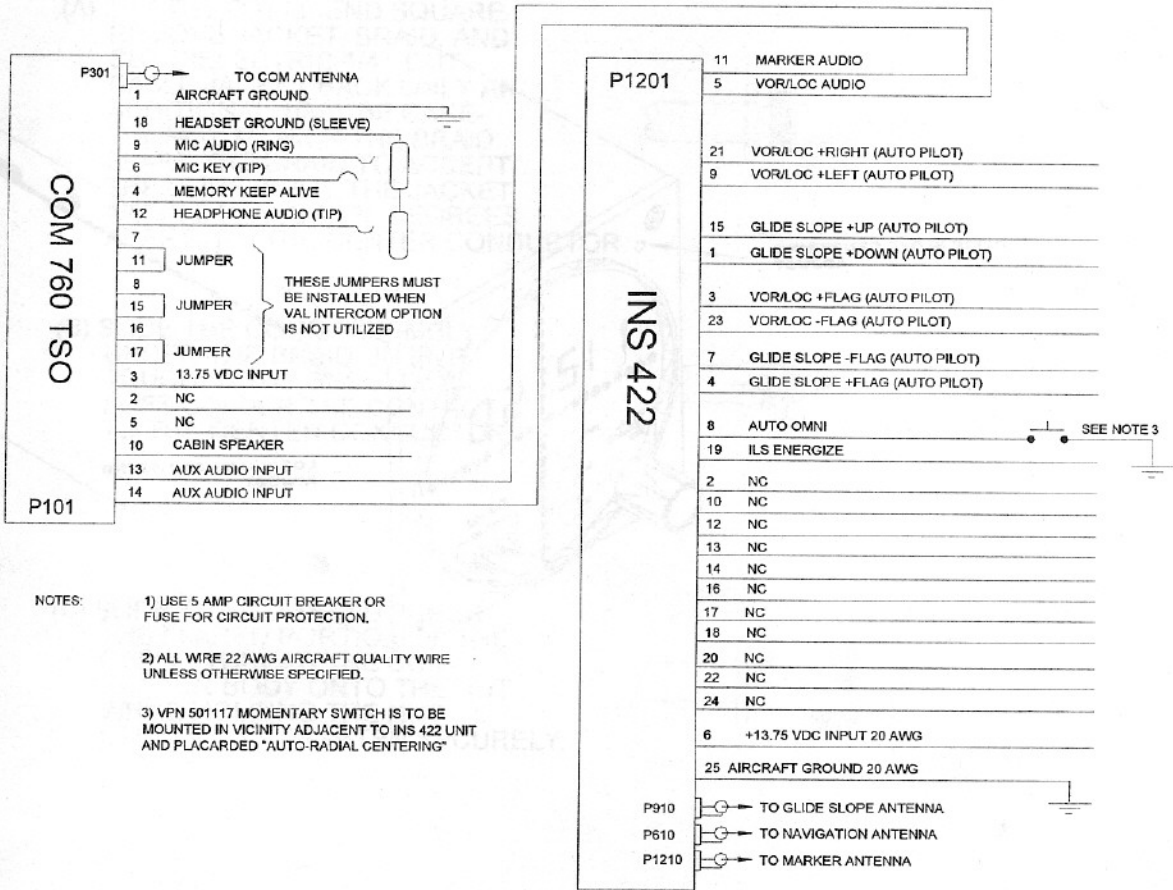 P301
TO COM ANTENNA
1 AIRCRAFT GROUND
18 HEADSET GROUND (SLEEVE)
9 MIC AUDIO (RING)
6 MIC KEY (TIP)
4 MEMORY KEEP ALIVE
12 HEADPHONE AUDIO (TIP)
7
11 JUMPER
8
15 JUMPER
16
17 JUMPER
3 13.75 VDC INPUT
2 NC
5 NC
10 CABIN SPEAKER
13 AUX AUDIO INPUT
14 AUX AUDIO INPUT
COM 760 TSO
P101
THESE JUMPERS MUST
BE INSTALLED WHEN
VAL INTERCOM OPTION
IS NOT UTILIZED
NOTES:
1) USE 5 AMP CIRCUIT BREAKER OR
FUSE FOR CIRCUIT PROTECTION.
2) ALL WIRE 22 AWG AIRCRAFT QUALITY WIRE
UNLESS OTHERWISE SPECIFIED.
3) VPN 501117 MOMENTARY SWITCH IS TO BE
MOUNTED IN VICINITY ADJACENT TO INS 422 UNIT
AND PLACARDED "AUTO-RADIAL CENTERING"
P1201
INS 422
11 MARKER AUDIO
5 VOR/LOC AUDIO
21 VOR/LOC +RIGHT (AUTO PILOT)
9 VOR/LOC +LEFT (AUTO PILOT)
15 GLIDE SLOPE +UP (AUTO PILOT)
1 GLIDE SLOPE +DOWN (AUTO PILOT)
3 VOR/LOC +FLAG (AUTO PILOT)
23 VOR/LOC -FLAG (AUTO PILOT)
7 GLIDE SLOPE -FLAG (AUTO PILOT)
4 GLIDE SLOPE +FLAG (AUTO PILOT)
8 AUTO OMNI
SEE NOTE 3
19 ILS ENERGIZE
2 NC
10 NC
12 NC
13 NC
14 NC
16 NC
17 NC
18 NC
20 NC
22 NC
24 NC
6 +13.75 VDC INPUT 20 AWG
25 AIRCRAFT GROUND 20 AWG
P910 TO GLIDE SLOPE ANTENNA
P610 TO NAVIGATION ANTENNA
P1210 TO MARKER ANTENNA